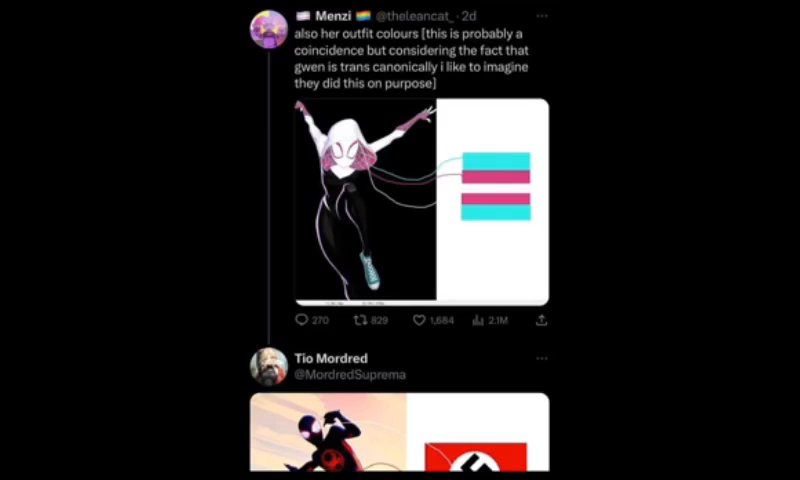 Menzi @theleancat_ · 2d
also her outfit colours [this is probably a
coincidence but considering the fact that
gwen is trans canonically i like to imagine
they did this on purpose]
270 829 1,684 2.1M
Tio Mordred
@MordredSuprema